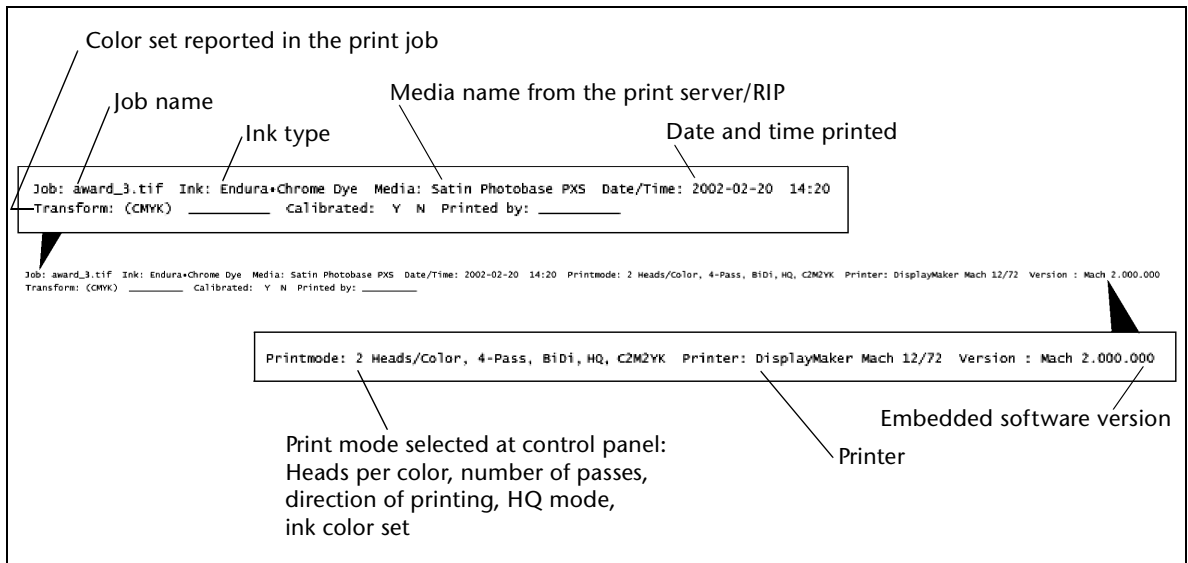 Color set reported in the print job
Job name
Media name from the print server/RIP
Ink type
Date and time printed
Job: award_3.tif Ink: Endura•Chrome Dye Media: Satin Photobase PXS Date/Time: 2002-02-20 14:20
Transform: (CMYK) __________ Calibrated: Y N Printed by: __________
Job: award_3.tif Ink: Endura•Chrome Dye Media: Satin Photobase PXS Date/Time: 2002-02-20 14:20 Printmode: 2 Heads/Color, 4-Pass, BiDi, HQ, C2M2YK Printer: DisplayMaker Mach 12/72 Version : Mach 2.000.000
Transform: (CMYK) __________ Calibrated: Y N Printed by: __________
Printmode: 2 Heads/Color, 4-Pass, BiDi, HQ, C2M2YK Printer: DisplayMaker Mach 12/72 Version : Mach 2.000.000
Embedded software version
Print mode selected at control panel:
Heads per color, number of passes,
direction of printing, HQ mode,
ink color set
Printer